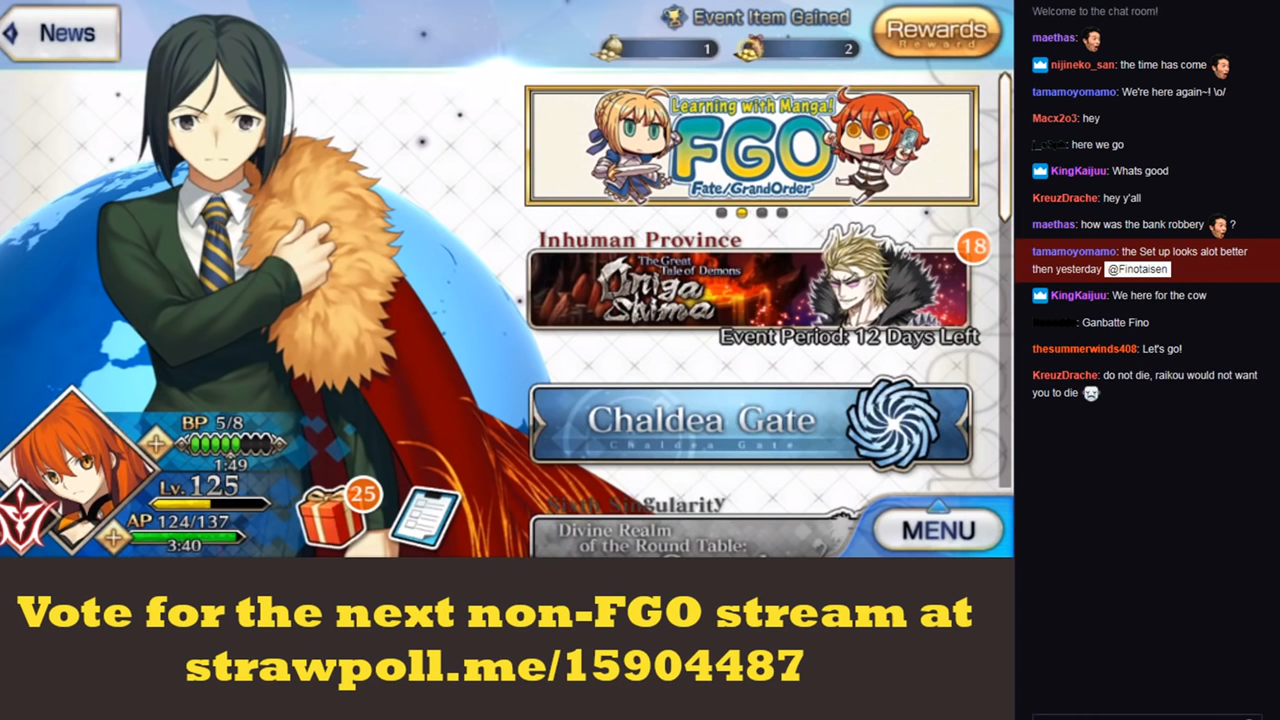 News
Event Item Gained
1
2
Rewards
Reward
Learning with Manga!
FGO
Fate/Grand Order
Inhuman Province
18
The Great
Tale of Demons
Oniga
Shima
Event Period: 12 Days Left
Chaldea Gate
Chaldea Gate
Sixth Singularity
Divine Realm
of the Round Table:
BP 5/8
1:49
Lv. 125
AP 124/137
3:40
25
MENU
Vote for the next non-FGO stream at
strawpoll.me/15904487
Welcome to the chat room!
maethas:
nijineko_san: the time has come
tamamoyomamo: We're here again~! \o/
Macx2o3: hey
: here we go
KingKaijuu: Whats good
KreuzDrache: hey y'all
maethas: how was the bank robbery ?
tamamoyomamo: the Set up looks alot better
then yesterday @Finotaisen
KingKaijuu: We here for the cow
: Ganbatte Fino
thesummerwinds408: Let's go!
KreuzDrache: do not die, raikou would not want
you to die